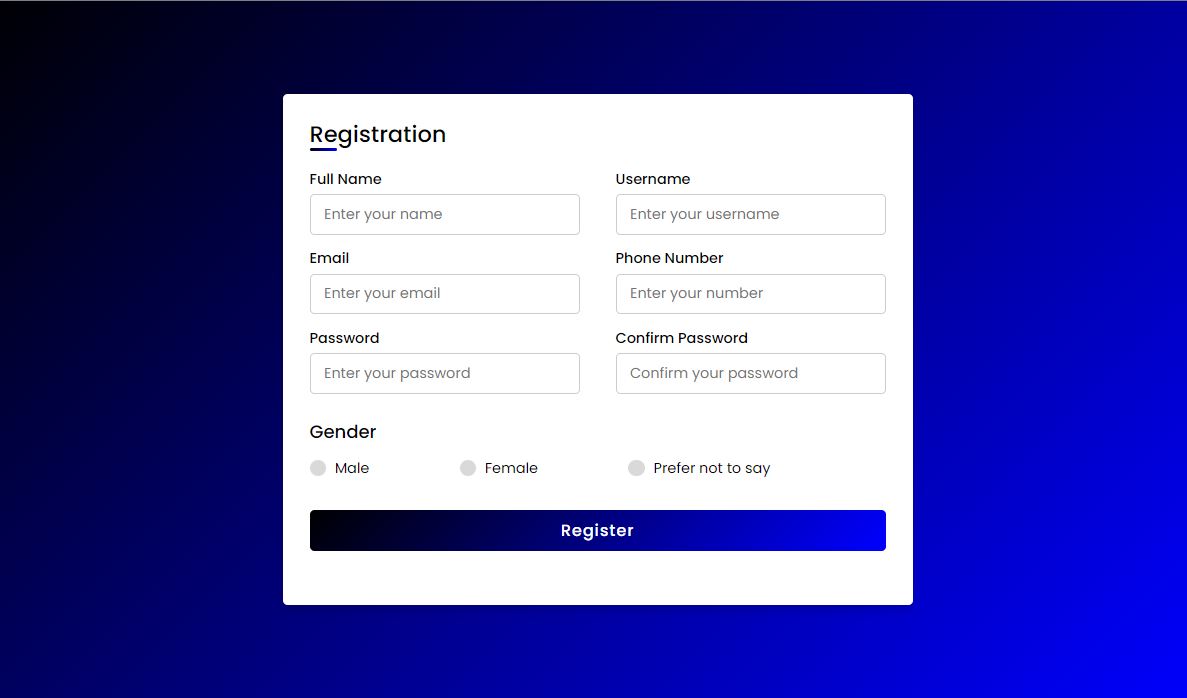 Registration
Full Name
Username
Enter your name
Enter your username
Email
Phone Number
Enter your email
Enter your number
Password
Confirm Password
Enter your password
Confirm your password
Gender
Male
Female
Prefer not to say
Register